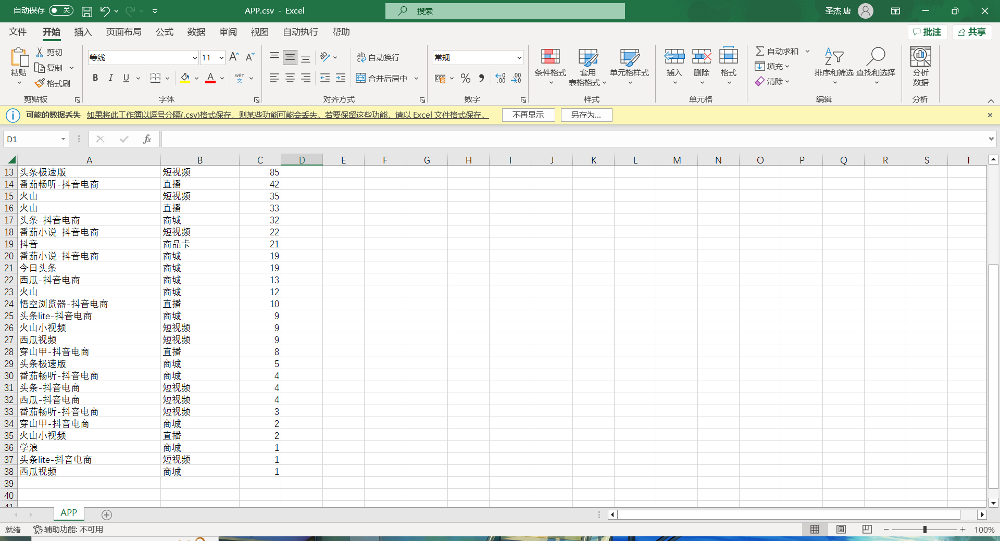 自动保存 关 APP.csv - Excel 搜索 圣杰 唐
文件 开始 插入 页面布局 公式 数据 审阅 视图 自动执行 帮助 批注 共享
粘贴 剪切 复制 格式刷 剪贴板
等线 11 B I U A wén 文 字体
自动换行 合并后居中 对齐方式
常规 % 数字
条件格式 套用 表格格式 单元格样式 样式
插入 删除 格式 单元格
自动求和 填充 清除 排序和筛选 查找和选择 编辑
分析 数据 分析
可能的数据丢失 如果将此工作簿以逗号分隔(.csv)格式保存，则某些功能可能会丢失。若要保留这些功能，请以 Excel 文件格式保存。 不再显示 另存为...
D1 fx
A B C D E F G H I J K L M N O P Q R S T
13 头条极速版 短视频 85
14 番茄畅听-抖音电商 直播 42
15 火山 短视频 35
16 火山 直播 33
17 头条-抖音电商 商城 32
18 番茄小说-抖音电商 短视频 22
19 抖音 商品卡 21
20 番茄小说-抖音电商 商城 19
21 今日头条 商城 19
22 西瓜-抖音电商 商城 13
23 火山 商城 12
24 悟空浏览器-抖音电商 直播 10
25 头条lite-抖音电商 商城 9
26 火山小视频 短视频 9
27 西瓜视频 短视频 9
28 穿山甲-抖音电商 直播 8
29 头条极速版 商城 5
30 番茄畅听-抖音电商 商城 4
31 头条-抖音电商 短视频 4
32 西瓜-抖音电商 短视频 4
33 番茄畅听-抖音电商 短视频 3
34 穿山甲-抖音电商 商城 2
35 火山小视频 直播 2
36 学浪 商城 1
37 头条lite-抖音电商 短视频 1
38 西瓜视频 商城 1
39
40
41
APP
就绪 辅助功能: 不可用 100%